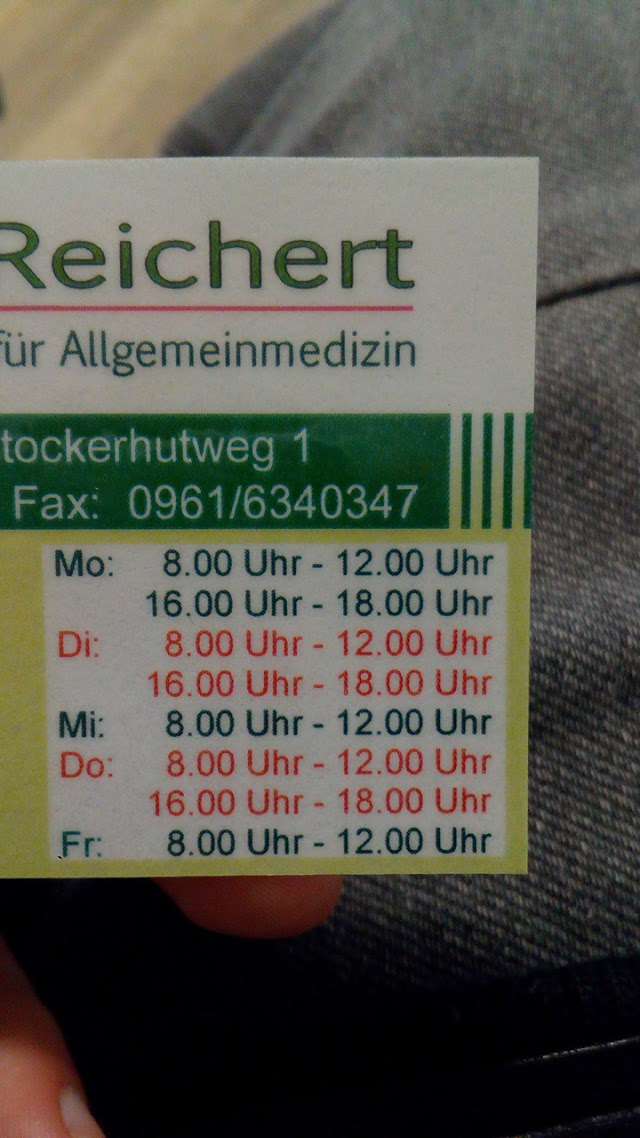 Reichert
für Allgemeinmedizin
tockerhutweg 1
Fax: 0961/6340347
Mo: 8.00 Uhr - 12.00 Uhr
16.00 Uhr - 18.00 Uhr
Di: 8.00 Uhr - 12.00 Uhr
16.00 Uhr - 18.00 Uhr
Mi: 8.00 Uhr - 12.00 Uhr
Do: 8.00 Uhr - 12.00 Uhr
16.00 Uhr - 18.00 Uhr
Fr: 8.00 Uhr - 12.00 Uhr